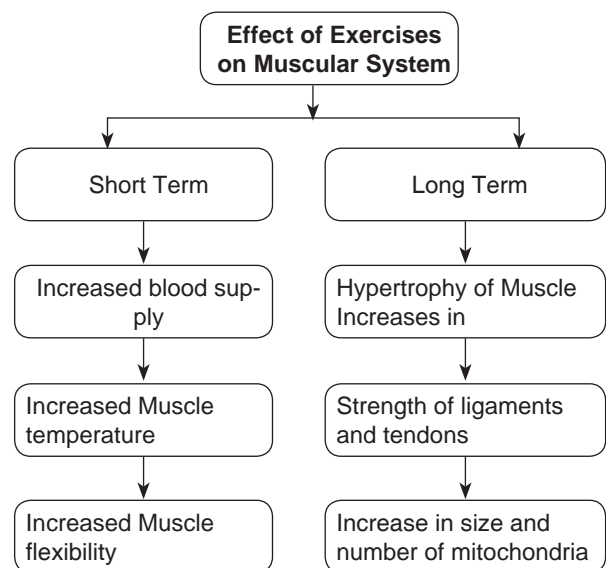 Effect of Exercises
on Muscular System
Short Term
Long Term
Increased blood sup-
ply
Hypertrophy of Muscle
Increases in
Increased Muscle
temperature
Strength of ligaments
and tendons
Increased Muscle
flexibility
Increase in size and
number of mitochondria